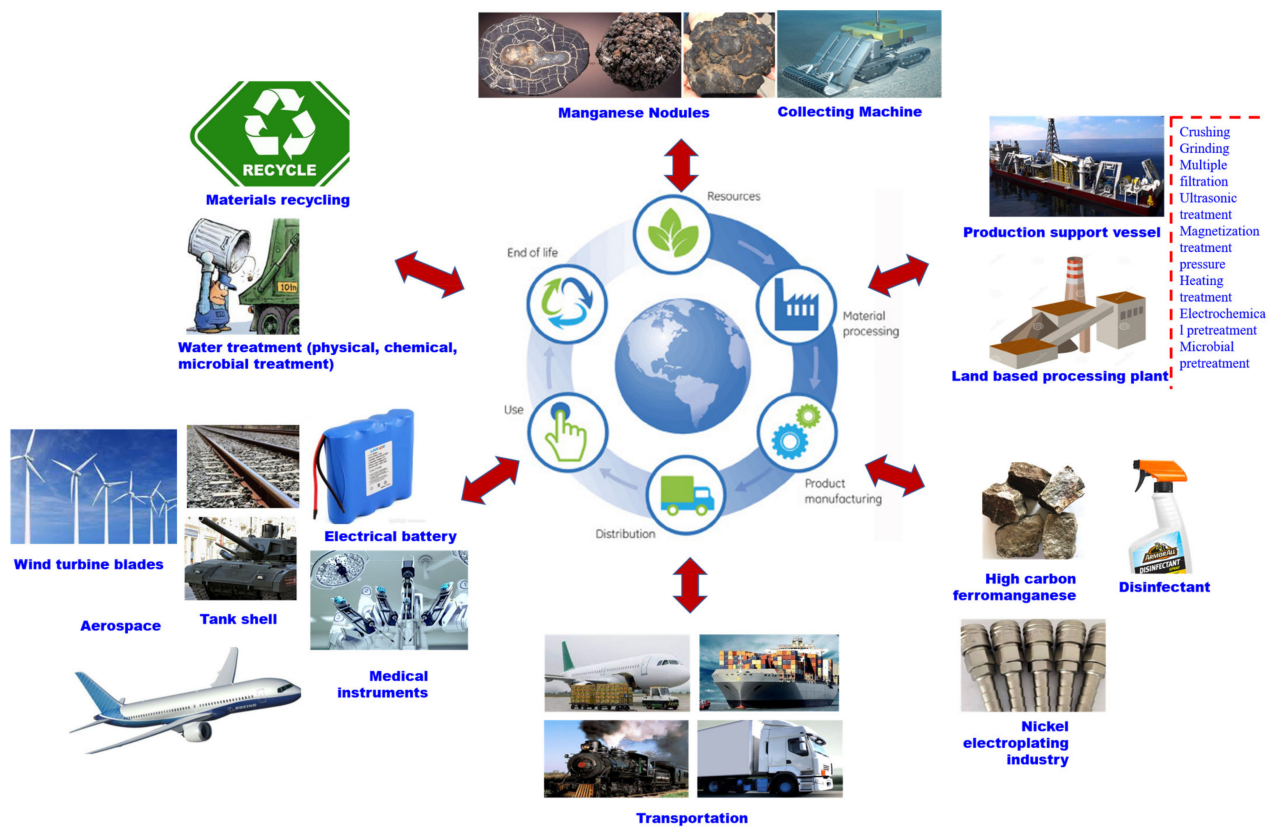 Manganese Nodules
Collecting Machine
RECYCLE
Materials recycling
10tn
Water treatment (physical, chemical,
microbial treatment)
Resources
End of life
Material
processing
Use
Product
manufacturing
Distribution
Production support vessel
Land based processing plant
Crushing
Grinding
Multiple
filtration
Ultrasonic
treatment
Magnetization
treatment
pressure
Heating
treatment
Electrochemica
l pretreatment
Microbial
pretreatment
Wind turbine blades
Electrical battery
Tank shell
Aerospace
Medical
instruments
BOEING
High carbon
ferromanganese
ARMORALL
DISINFECTANT
Disinfectant
Nickel
electroplating
industry
Transportation